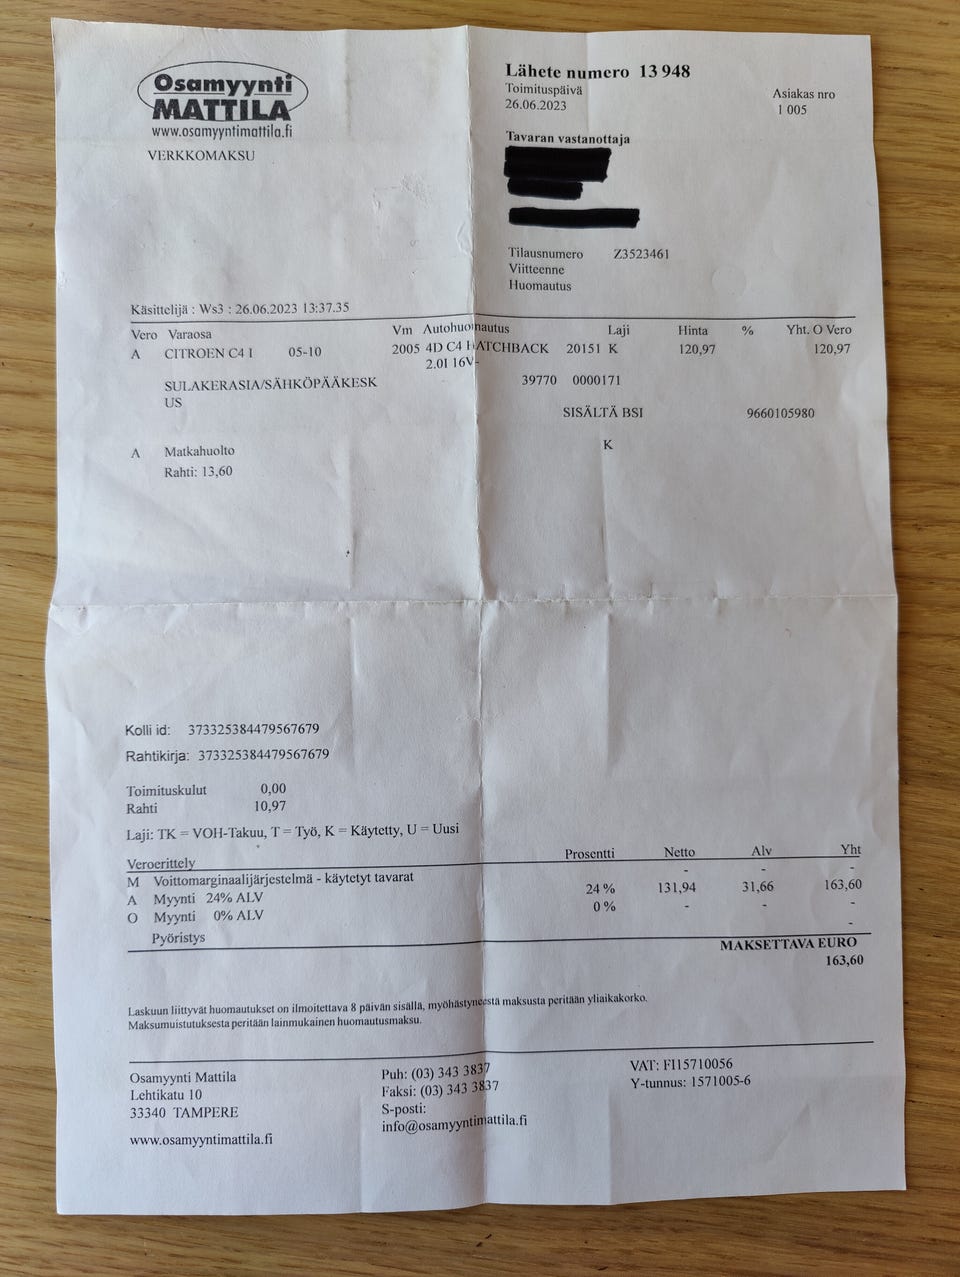 Osamyynti
MATTILA
www.osamyyntimattila.fi
VERKKOMAKSU
Lähete numero 13 948
Toimituspäivä
26.06.2023
Asiakas nro
1 005
Tavaran vastanottaja
Tilausnumero Z3523461
Viitteenne
Huomautus
Käsittelijä : Ws3 : 26.06.2023 13:37.35
Vero Varaosa Vm Autohuomautus Laji Hinta % Yht. O Vero
A CITROEN C4 I 05-10 2005 4D C4 HATCHBACK 20151 K 120,97 120,97
2.0I 16V-
SULAKERASIA/SÄHKÖPÄÄKESK 39770 0000171
US
SISÄLTÄ BSI 9660105980
A Matkahuolto K
Rahti: 13,60
Kolli id: 373325384479567679
Rahtikirja: 373325384479567679
Toimituskulut 0,00
Rahti 10,97
Laji: TK = VOH-Takuu, T = Työ, K = Käytetty, U = Uusi
Veroerittely Prosentti Netto Alv Yht
M Voittomarginaalijärjestelmä - käytetyt tavarat - - -
A Myynti 24% ALV 24 % 131,94 31,66 163,60
O Myynti 0% ALV 0 % - - -
Pyöristys -
MAKSETTAVA EURO
163,60
Laskuun liittyvät huomautukset on ilmoitettava 8 päivän sisällä, myöhästyneestä maksusta peritään yliaikakorko.
Maksumuistutuksesta peritään lainmukainen huomautusmaksu.
Osamyynti Mattila
Lehtikatu 10
33340 TAMPERE
www.osamyyntimattila.fi
Puh: (03) 343 3837
Faksi: (03) 343 3837
S-posti:
info@osamyyntimattila.fi
VAT: FI15710056
Y-tunnus: 1571005-6